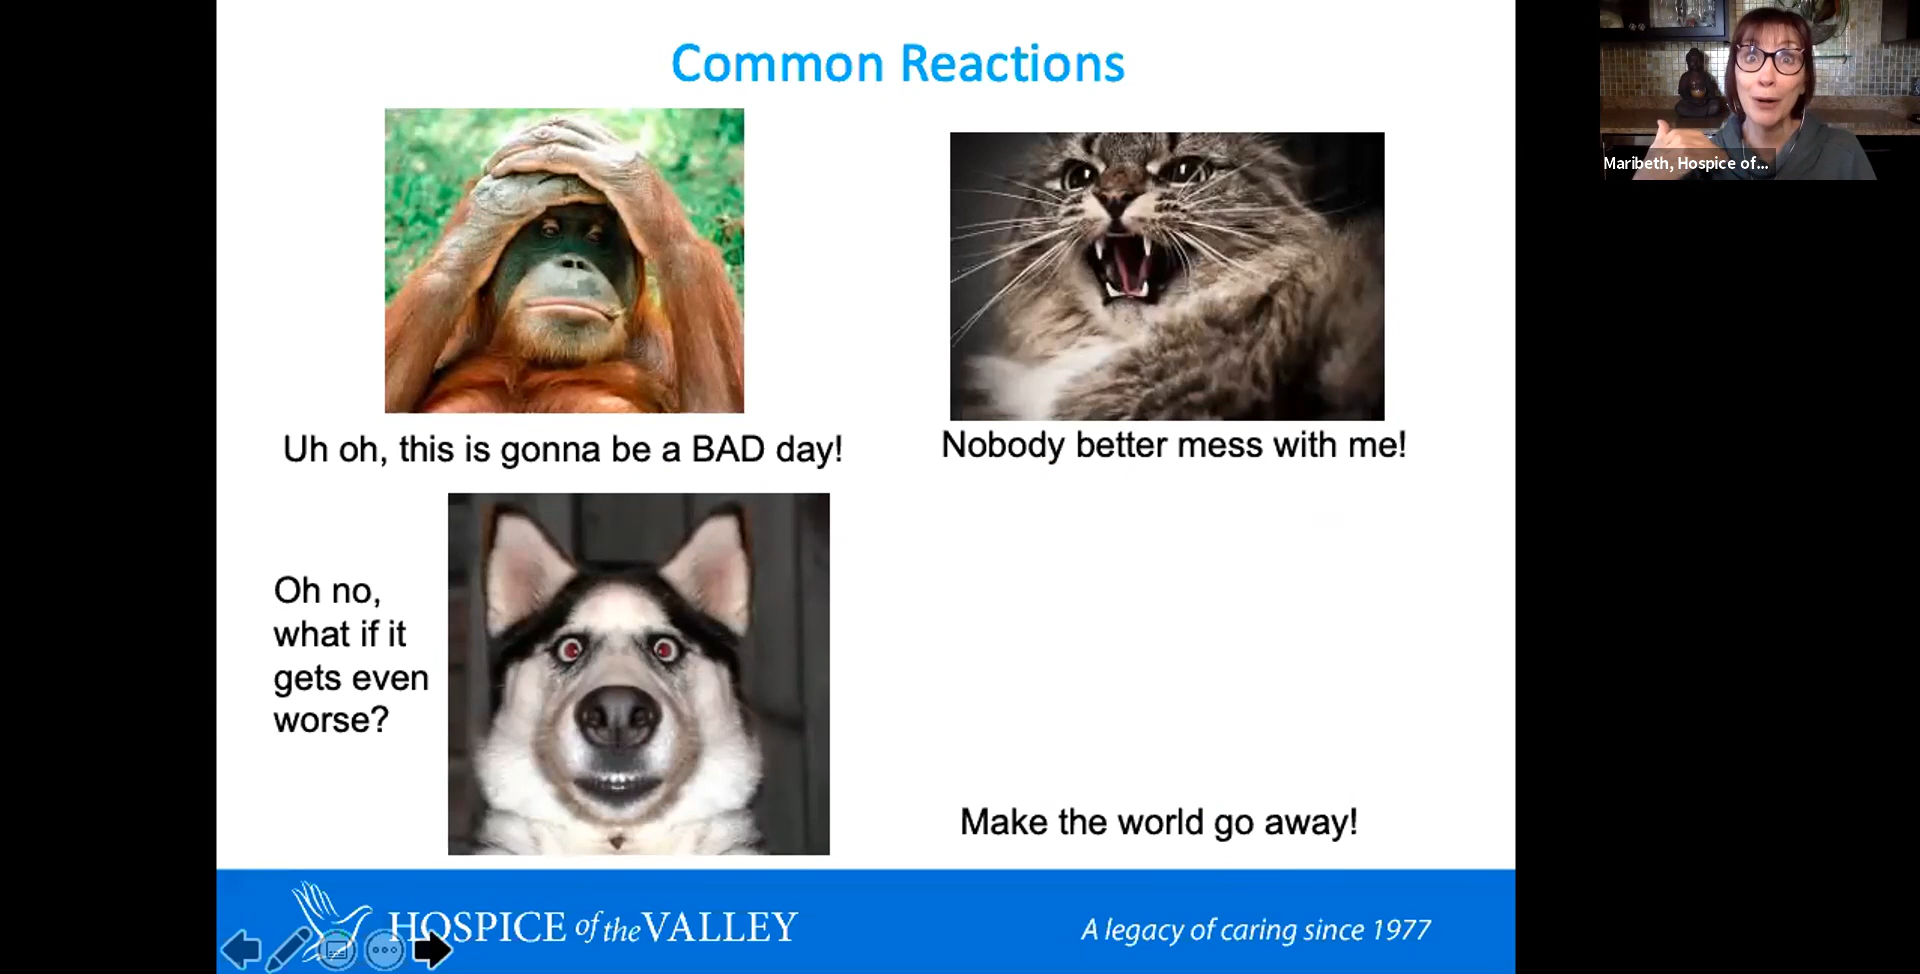 Common Reactions
Maribeth, Hospice of...
Uh oh, this is gonna be a BAD day!
Nobody better mess with me!
Oh no,
what if it
gets even
worse?
Make the world go away!
HOSPICE of the VALLEY
A legacy of caring since 1977